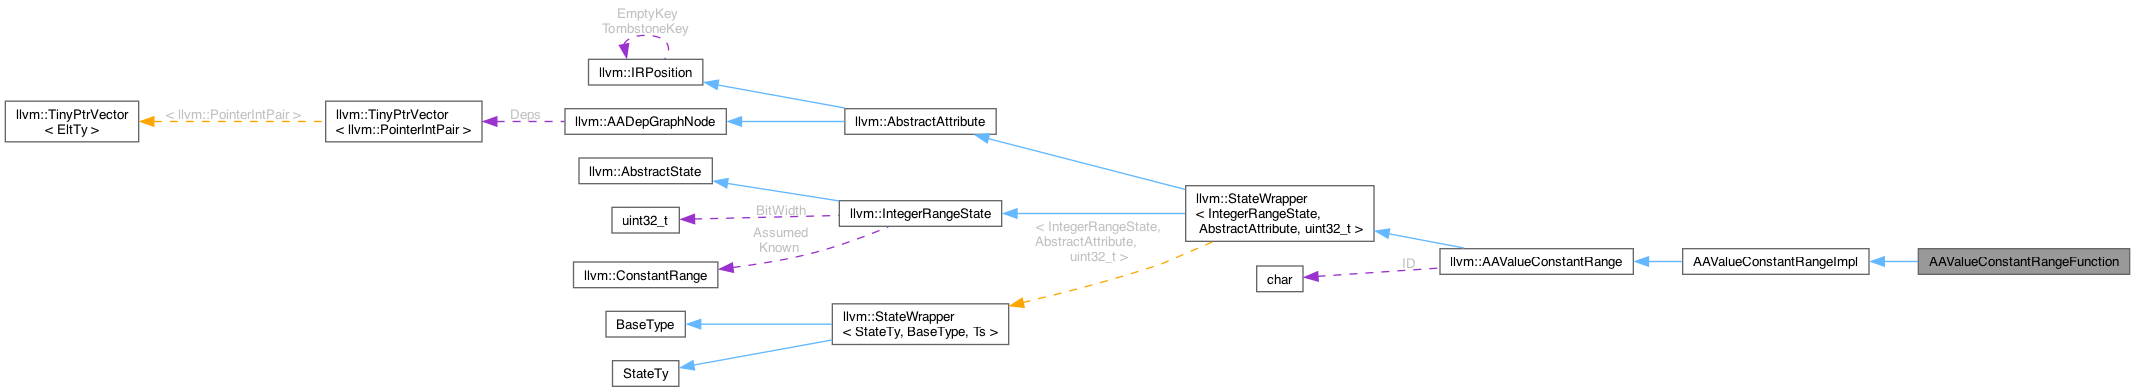 EmptyKey
TombstoneKey
llvm::IRPosition
llvm::TinyPtrVector
< EltTy >
< llvm::PointerIntPair >
llvm::TinyPtrVector
< llvm::PointerIntPair >
Deps
llvm::AADepGraphNode
llvm::AbstractAttribute
llvm::AbstractState
uint32_t
BitWidth
llvm::IntegerRangeState
Assumed
Known
llvm::ConstantRange
< IntegerRangeState,
AbstractAttribute,
uint32_t >
llvm::StateWrapper
< IntegerRangeState,
AbstractAttribute, uint32_t >
char
ID
llvm::AAValueConstantRange
AAValueConstantRangeImpl
AAValueConstantRangeFunction
BaseType
llvm::StateWrapper
< StateTy, BaseType, Ts >
StateTy